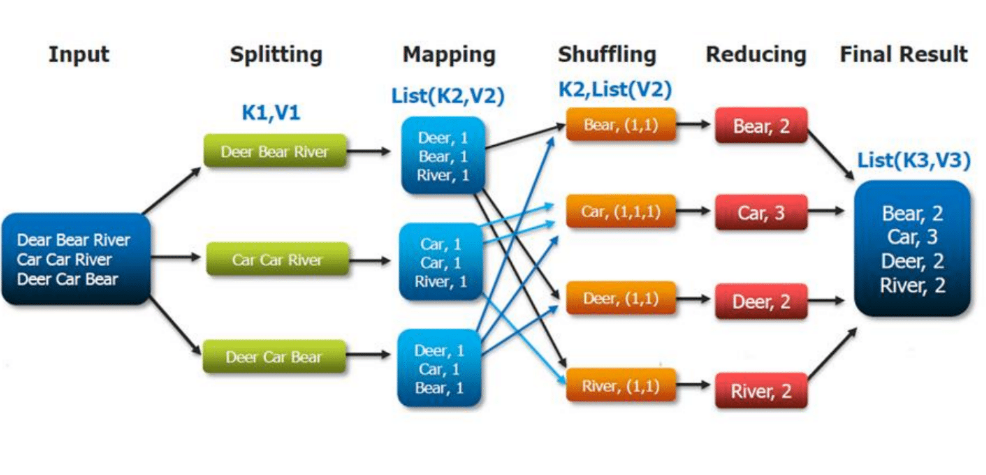 Input
Splitting
Mapping
Shuffling
Reducing
Final Result
K1,V1
List(K2,V2)
K2,List(V2)
List(K3,V3)
Dear Bear River
Car Car River
Deer Car Bear
Deer Bear River
Car Car River
Deer Car Bear
Deer, 1
Bear, 1
River, 1
Car, 1
Car, 1
River, 1
Deer, 1
Car, 1
Bear, 1
Bear, (1,1)
Car, (1,1,1)
Deer, (1,1)
River, (1,1)
Bear, 2
Car, 3
Deer, 2
River, 2
Bear, 2
Car, 3
Deer, 2
River, 2